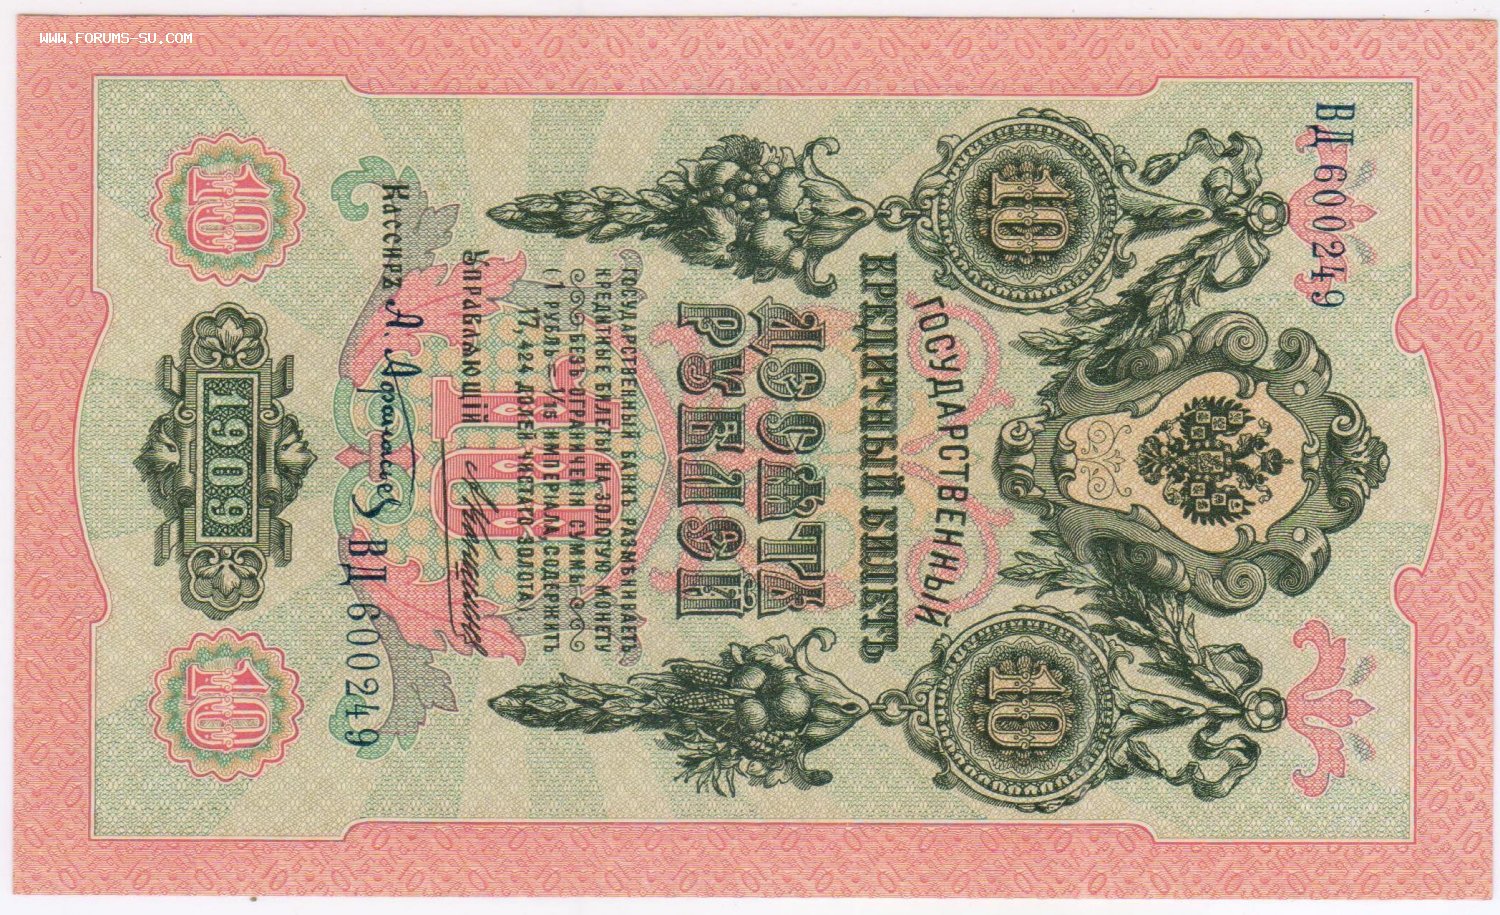 WWW.FORUMS-SU.COM
ВД 600249
10
10
ГОСУДАРСТВЕННЫЙ
КРЕДИТНЫЙ БИЛЕТЪ
ДЕСЯТЬ
РУБЛЕЙ
ГОСУДАРСТВЕННЫЙ БАНКЪ РАЗМѢНИВАЕТЪ
КРЕДИТНЫЕ БИЛЕТЫ НА ЗОЛОТУЮ МОНЕТУ
БЕЗЪ ОГРАНИЧЕНІЯ СУММЫ
(1 РУБЛЬ = 1/15 ИМПЕРІАЛА, СОДЕРЖИТЪ
17,424 ДОЛЕЙ ЧИСТАГО ЗОЛОТА).
10
Управляющій
Кассиръ
ВД 600249
10
1909
10